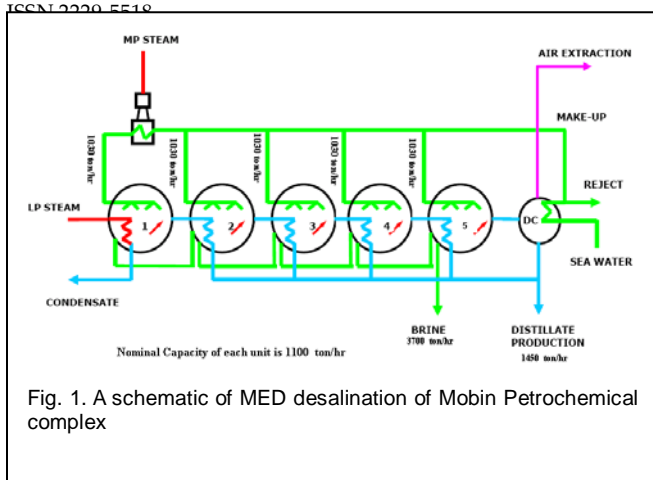 ISSN 2229-5518
MP STEAM
AIR EXTRACTION
MAKE-UP
1030 ton/hr
1030 ton/hr
1030 ton/hr
1030 ton/hr
1030 ton/hr
REJECT
LP STEAM
1
2
3
4
5
DC
SEA WATER
CONDENSATE
BRINE
3700 ton/hr
DISTILLATE
PRODUCTION
1450 ton/hr
Nominal Capacity of each unit is 1100 ton/hr
Fig. 1. A schematic of MED desalination of Mobin Petrochemical
complex